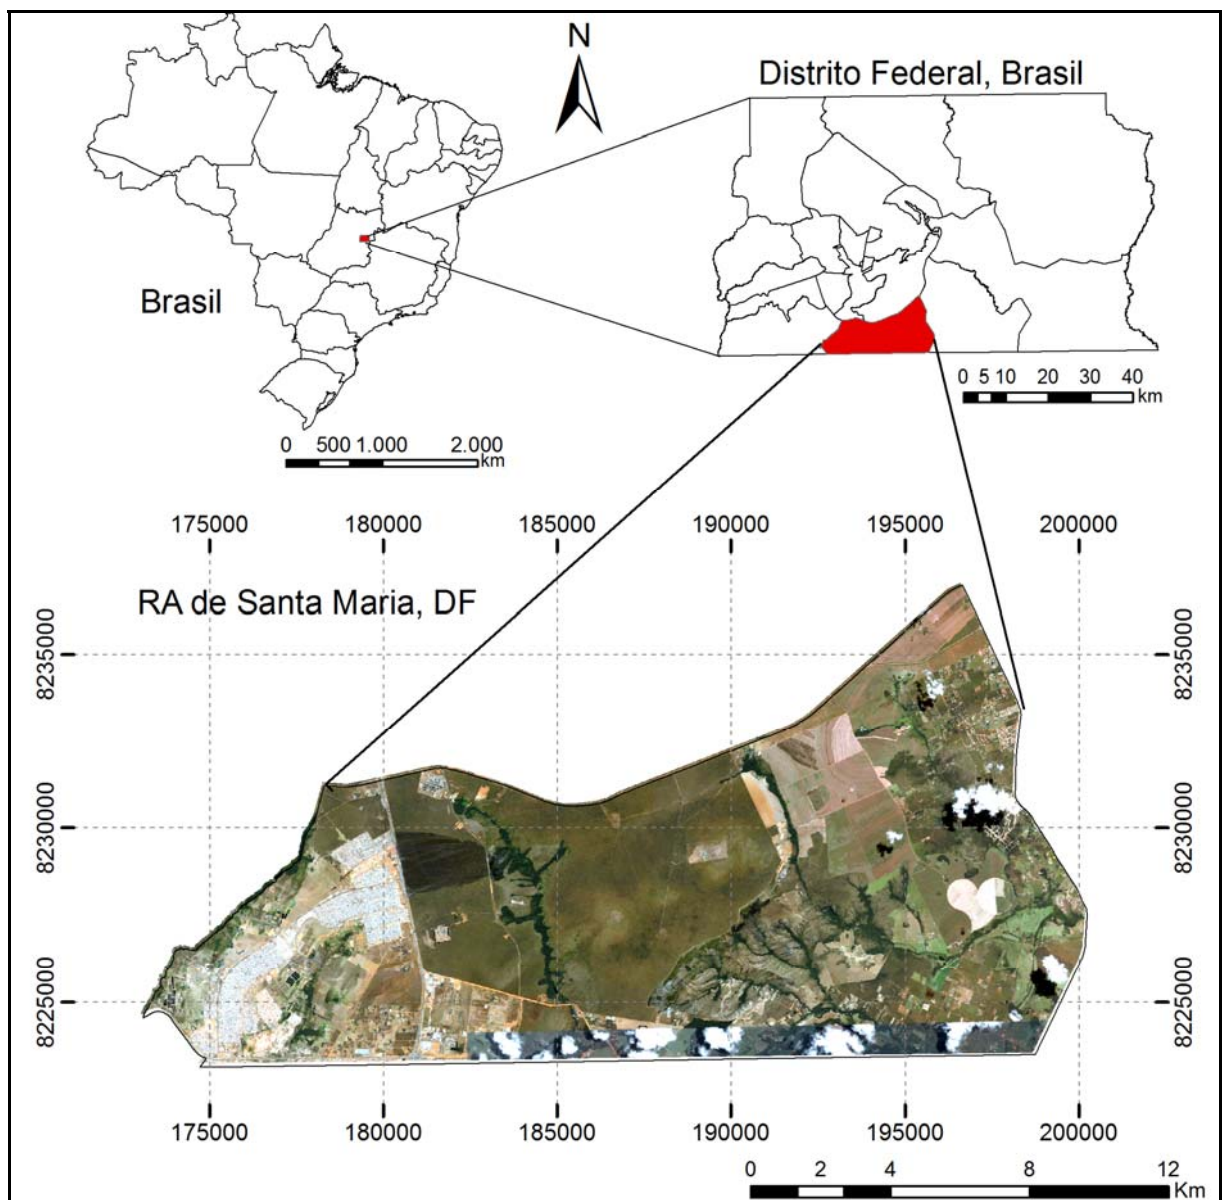 N
Distrito Federal, Brasil
Brasil
0 5 10 20 30 40
km
0 500 1.000 2.000
km
175000 180000 185000 190000 195000 200000
RA de Santa Maria, DF
8235000 8235000
8230000 8230000
8225000 8225000
175000 180000 185000 190000 195000 200000
0 2 4 8 12
Km